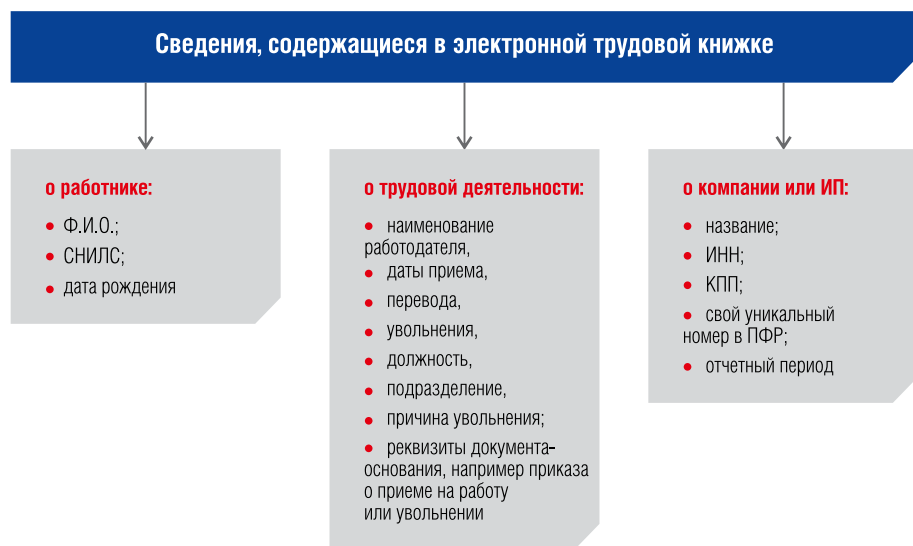 Сведения, содержащиеся в электронной трудовой книжке
о работнике:
• Ф.И.О.;
• СНИЛС;
• дата рождения
о трудовой деятельности:
• наименование
работодателя,
• даты приема,
• перевода,
• увольнения,
• должность,
• подразделение,
• причина увольнения;
• реквизиты документа-
основания, например приказа
о приеме на работу
или увольнении
о компании или ИП:
• название;
• ИНН;
• КПП;
• свой уникальный
номер в ПФР;
• отчетный период